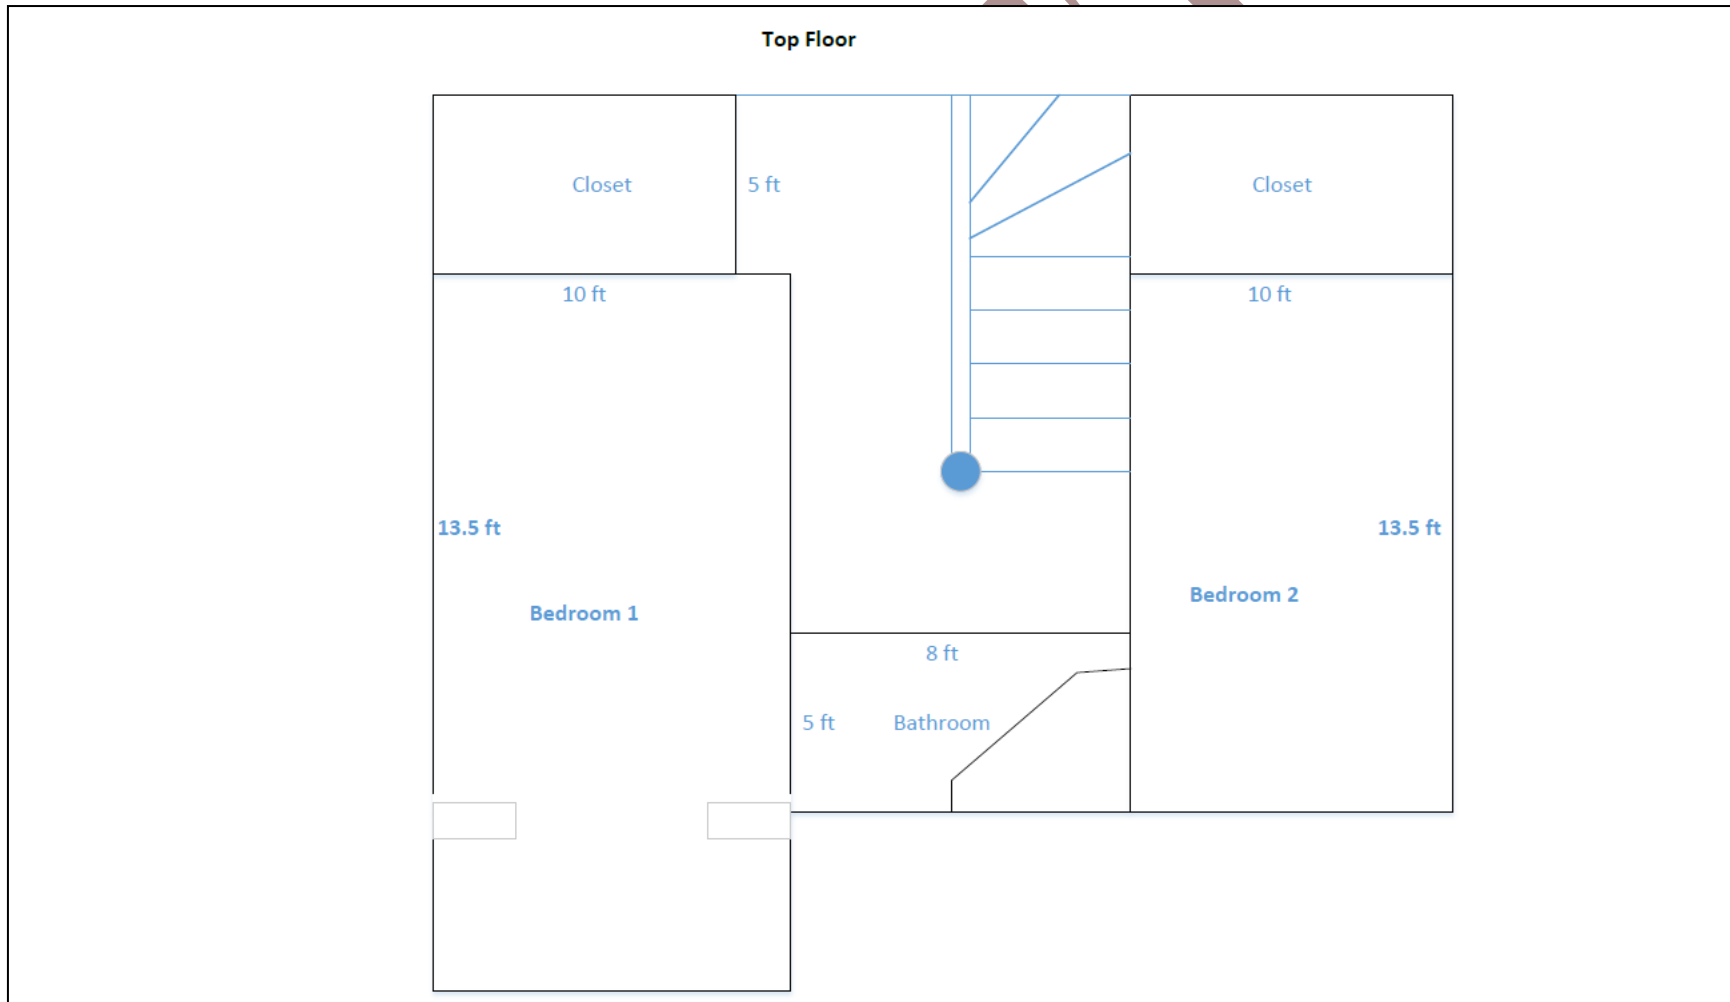 Top Floor
Closet
5 ft
Closet
10 ft
10 ft
13.5 ft
13.5 ft
Bedroom 1
Bedroom 2
8 ft
5 ft
Bathroom